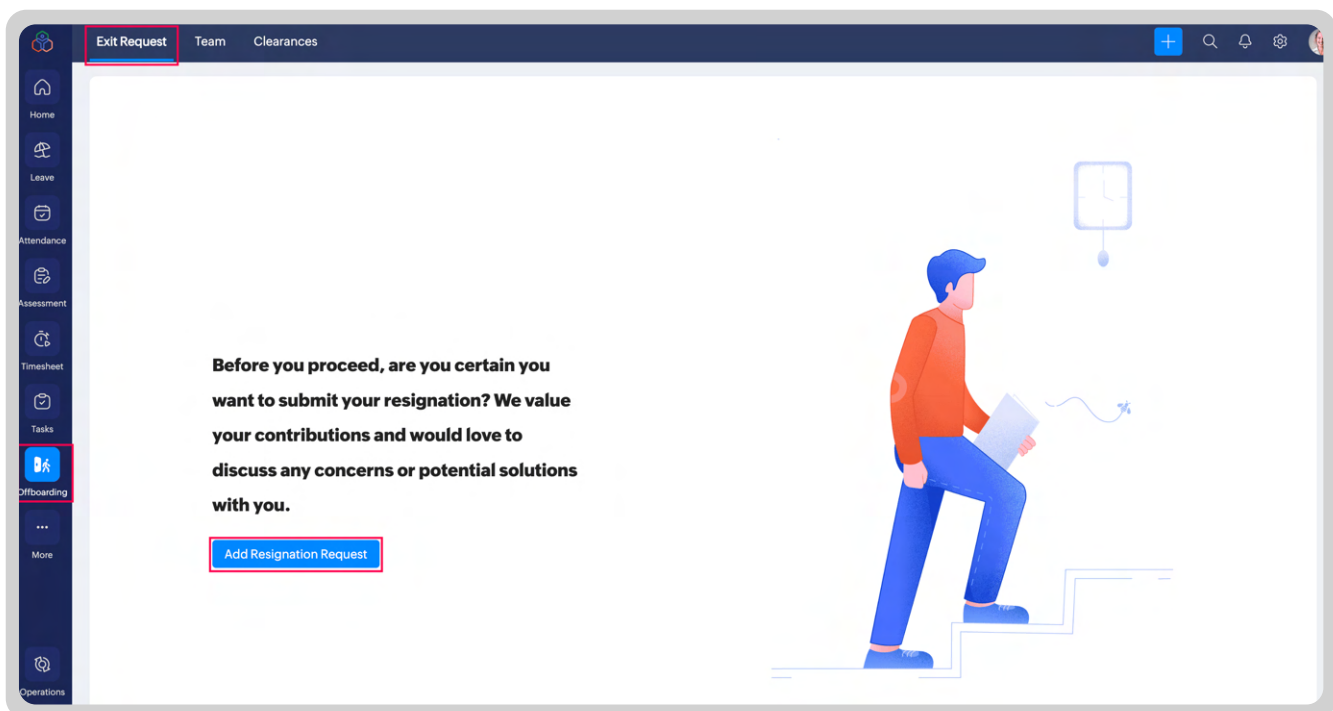 Exit Request Team Clearances
Home
Leave
Attendance
Assessment
Timesheet
Tasks
Offboarding
More
Operations
Before you proceed, are you certain you
want to submit your resignation? We value
your contributions and would love to
discuss any concerns or potential solutions
with you.
Add Resignation Request